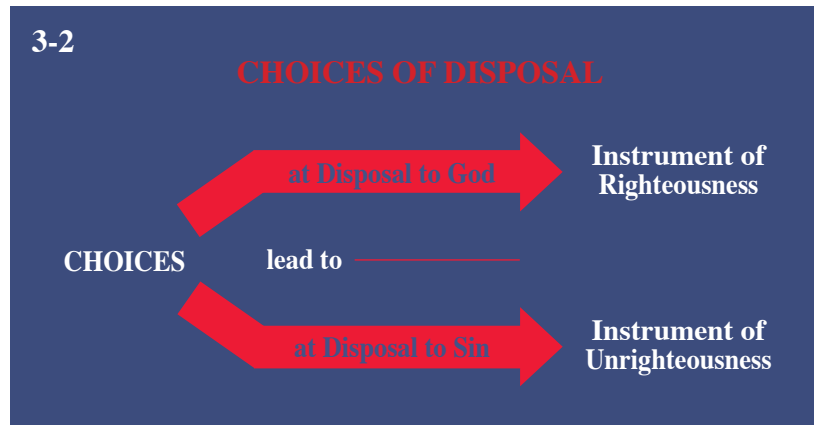 3-2
CHOICES OF DISPOSAL
at Disposal to God
Instrument of
Righteousness
CHOICES
lead to
at Disposal to Sin
Instrument of
Unrighteousness